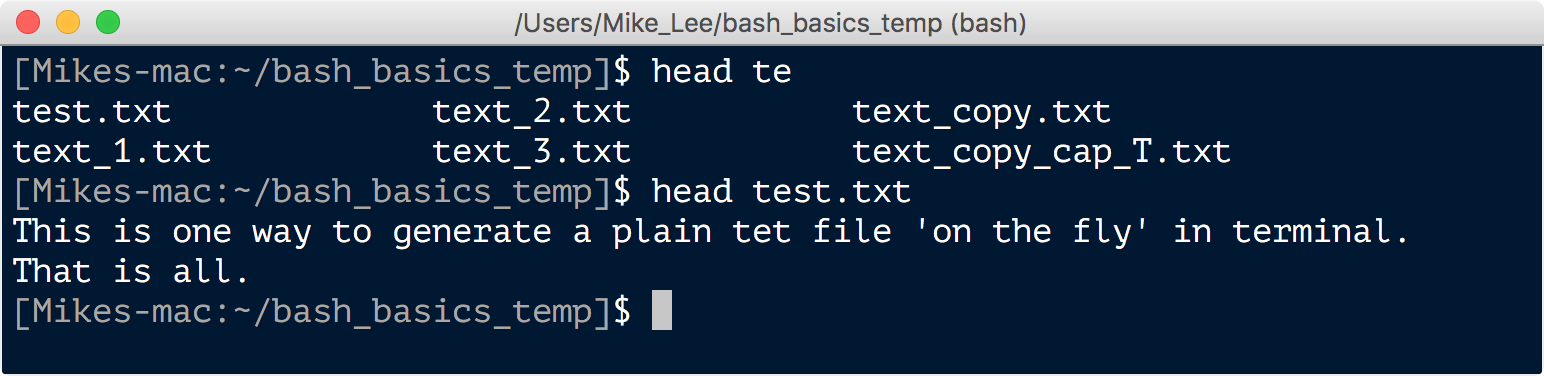 /Users/Mike_Lee/bash_basics_temp (bash)
[Mikes-mac:~/bash_basics_temp]$ head te
test.txt text_2.txt text_copy.txt
text_1.txt text_3.txt text_copy_cap_T.txt
[Mikes-mac:~/bash_basics_temp]$ head test.txt
This is one way to generate a plain tet file 'on the fly' in terminal.
That is all.
[Mikes-mac:~/bash_basics_temp]$